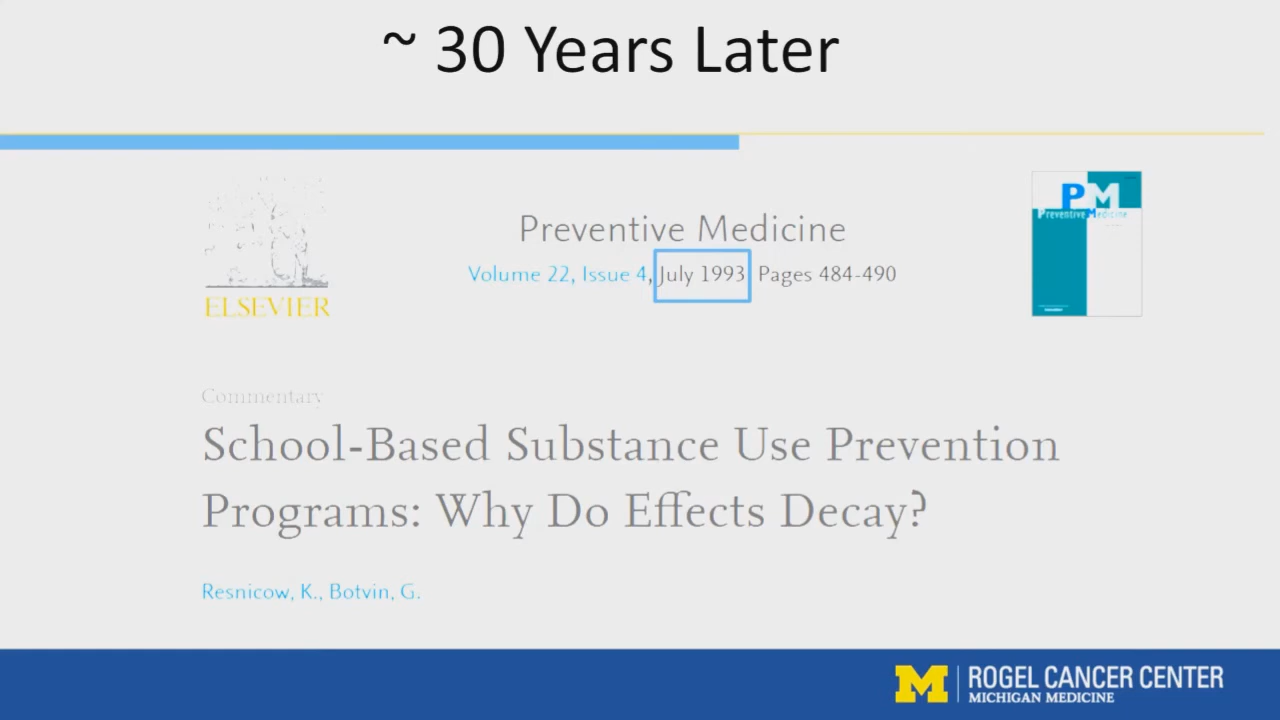 ~ 30 Years Later
ELSEVIER
Preventive Medicine
Volume 22, Issue 4, July 1993, Pages 484-490
PM
Preventive Medicine
Commentary
School-Based Substance Use Prevention
Programs: Why Do Effects Decay?
Resnicow, K., Botvin, G.
M
ROGEL CANCER CENTER
MICHIGAN MEDICINE